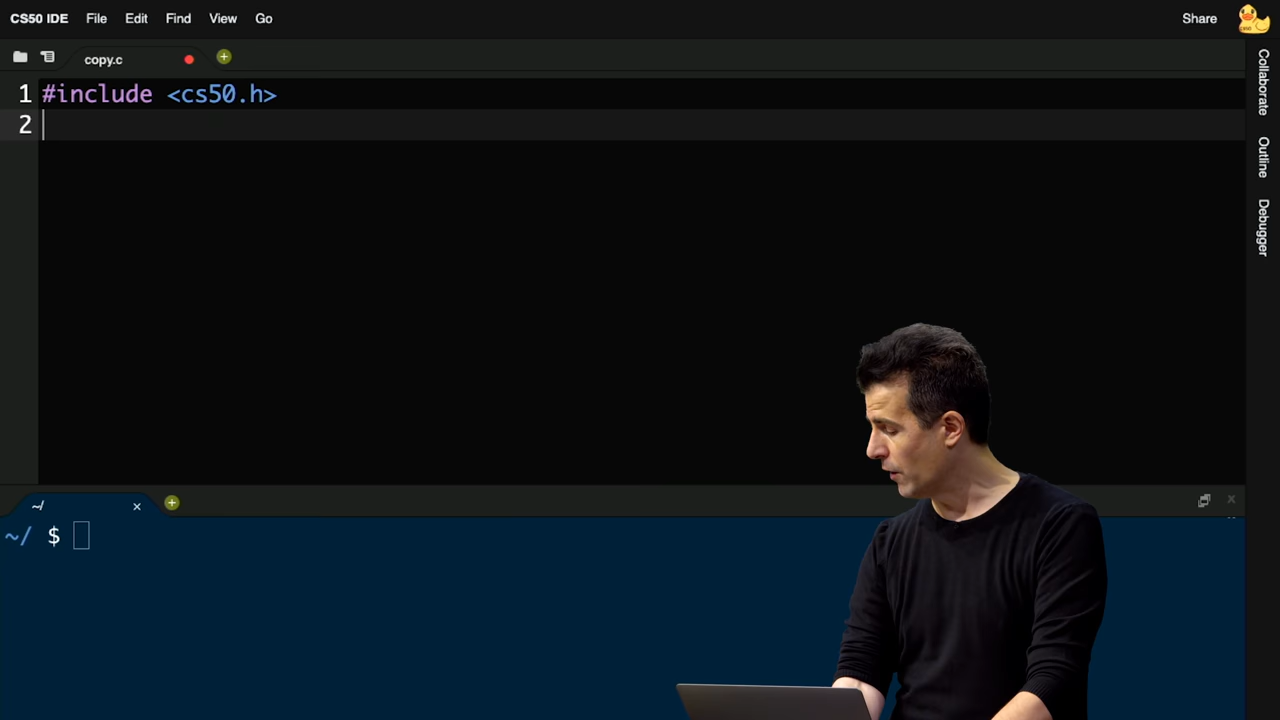 CS50 IDE File Edit Find View Go Share
copy.c
1 #include <cs50.h>
2
~/
~/ $
Collaborate
Outline
Debugger